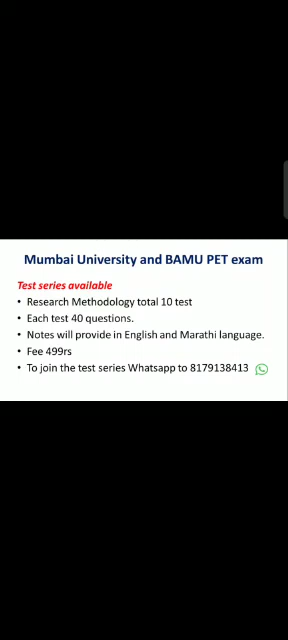 Mumbai University and BAMU PET exam
Test series available
• Research Methodology total 10 test
• Each test 40 questions.
• Notes will provide in English and Marathi language.
• Fee 499rs
• To join the test series Whatsapp to 8179138413